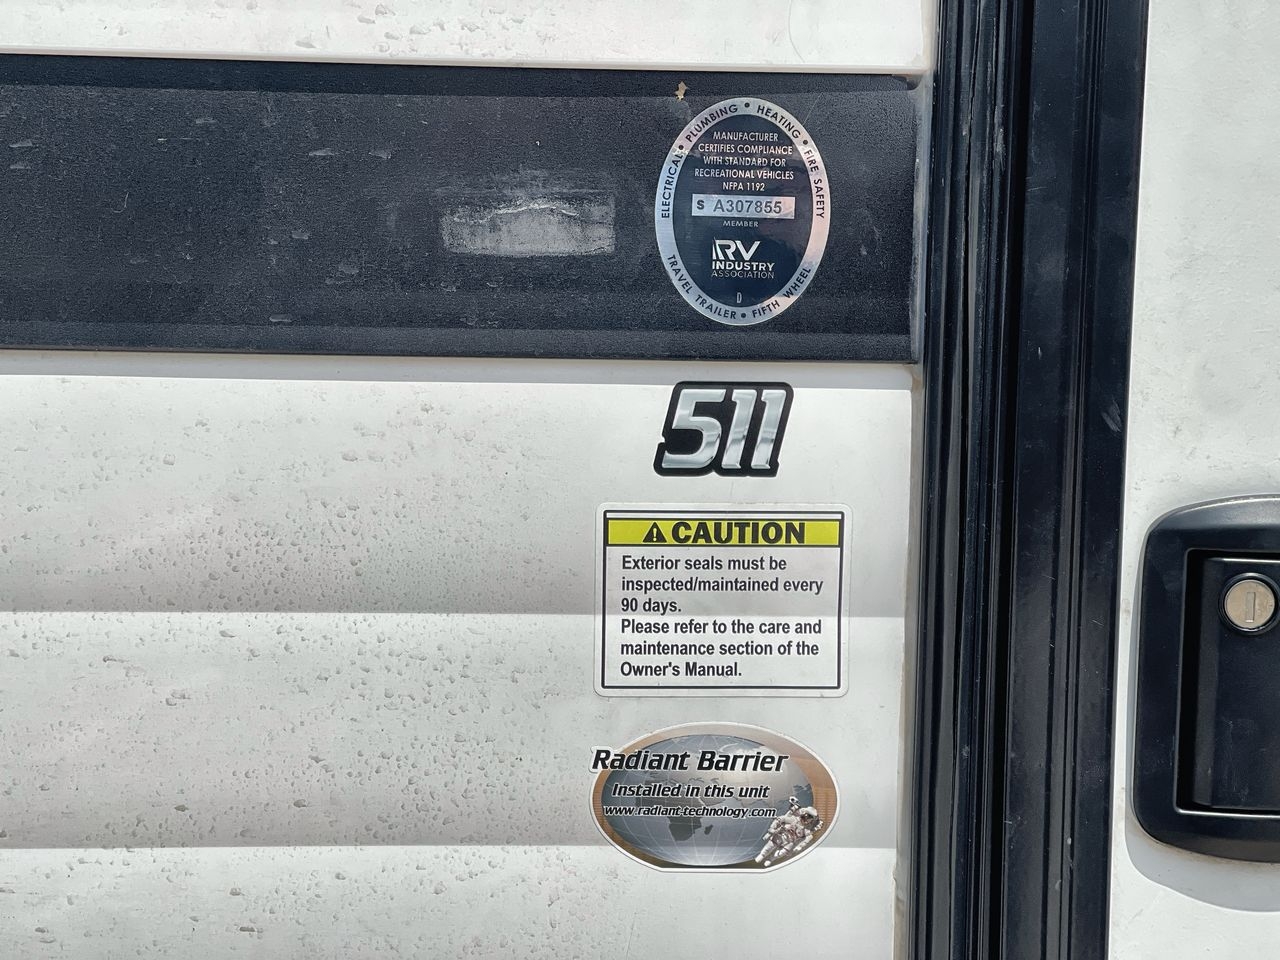 ELECTRICAL • PLUMBING • HEATING • FIRE SAFETY
MANUFACTURER
CERTIFIES COMPLIANCE
WITH STANDARD FOR
RECREATIONAL VEHICLES
NFPA 1192
S A307855
MEMBER
RV
INDUSTRY
ASSOCIATION
D
TRAVEL TRAILER • FIFTH WHEEL
511
CAUTION
Exterior seals must be
inspected/maintained every
90 days.
Please refer to the care and
maintenance section of the
Owner's Manual.
Radiant Barrier
Installed in this unit
www.radiant-technology.com